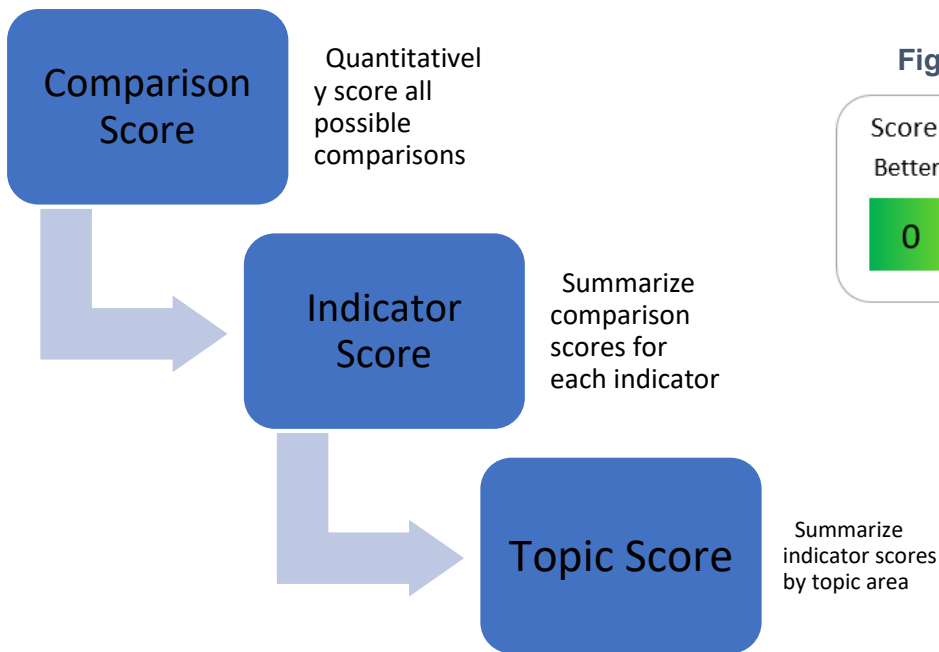 Comparison
Score
Quantitativel
y score all
possible
comparisons
Fig
Score
Better
0
Indicator
Score
Summarize
comparison
scores for
each indicator
Topic Score
Summarize
indicator scores
by topic area